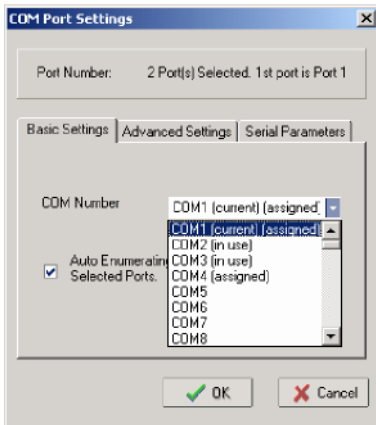 COM Port Settings
Port Number: 2 Port(s) Selected. 1st port is Port 1
Basic Settings Advanced Settings Serial Parameters
COM Number COM1 (current) (assigned)
COM1 (current) (assigned)
COM2 (in use)
Auto Enumerating COM3 (in use)
Selected Ports. COM4 (assigned)
COM5
COM6
COM7
COM8
OK Cancel